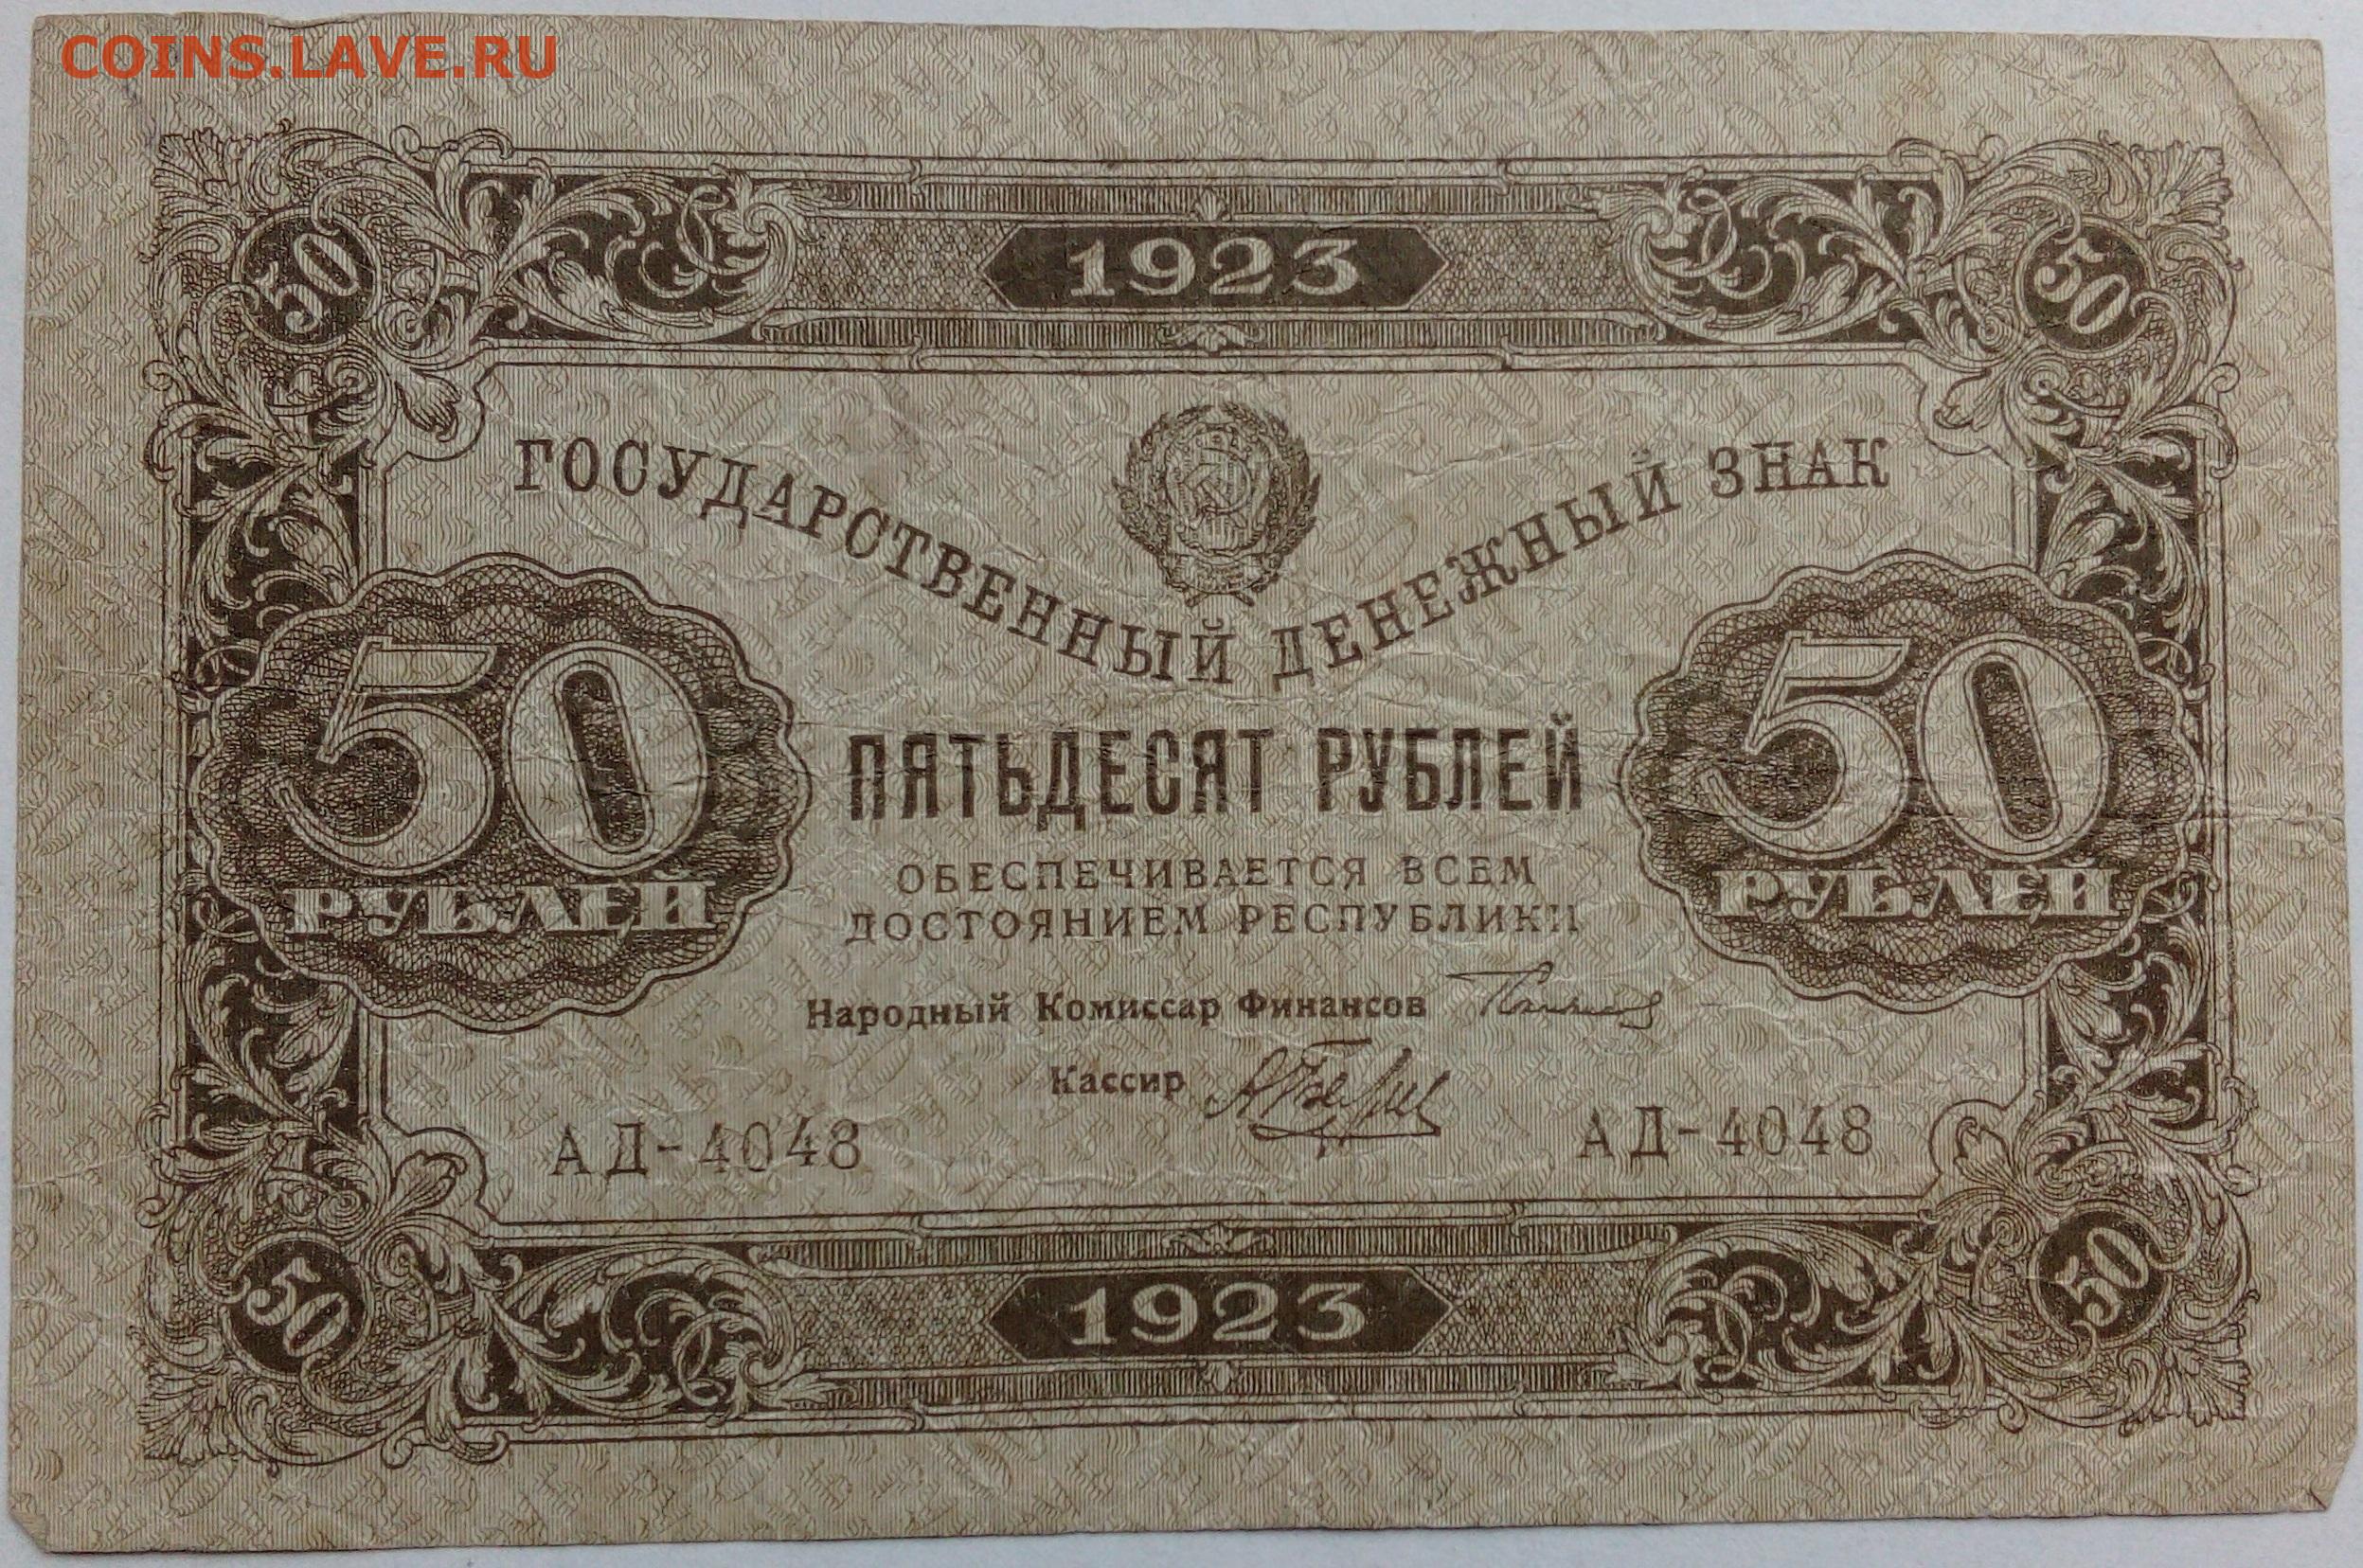 COINS.LAVE.RU
50 1923 50
ГОСУДАРСТВЕННЫЙ ДЕНЕЖНЫЙ ЗНАК
50 РУБЛЕЙ
ПЯТЬДЕСЯТ РУБЛЕЙ
50 РУБЛЕЙ
ОБЕСПЕЧИВАЕТСЯ ВСЕМ
ДОСТОЯНИЕМ РЕСПУБЛИКИ
Народный Комиссар Финансов
Кассир
АД-4048 АД-4048
50 1923 50